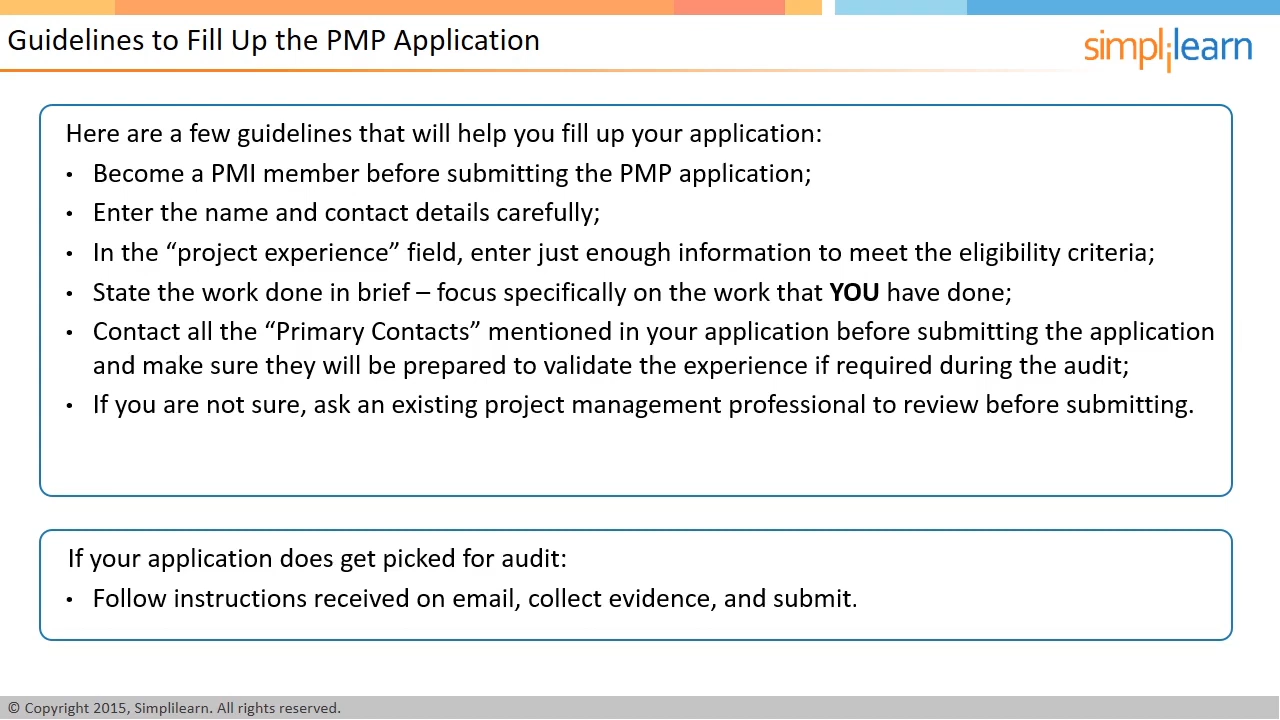 Guidelines to Fill Up the PMP Application
simplilearn
Here are a few guidelines that will help you fill up your application:
• Become a PMI member before submitting the PMP application;
• Enter the name and contact details carefully;
• In the “project experience” field, enter just enough information to meet the eligibility criteria;
• State the work done in brief – focus specifically on the work that YOU have done;
• Contact all the “Primary Contacts” mentioned in your application before submitting the application
and make sure they will be prepared to validate the experience if required during the audit;
• If you are not sure, ask an existing project management professional to review before submitting.
If your application does get picked for audit:
• Follow instructions received on email, collect evidence, and submit.
© Copyright 2015, Simplilearn. All rights reserved.